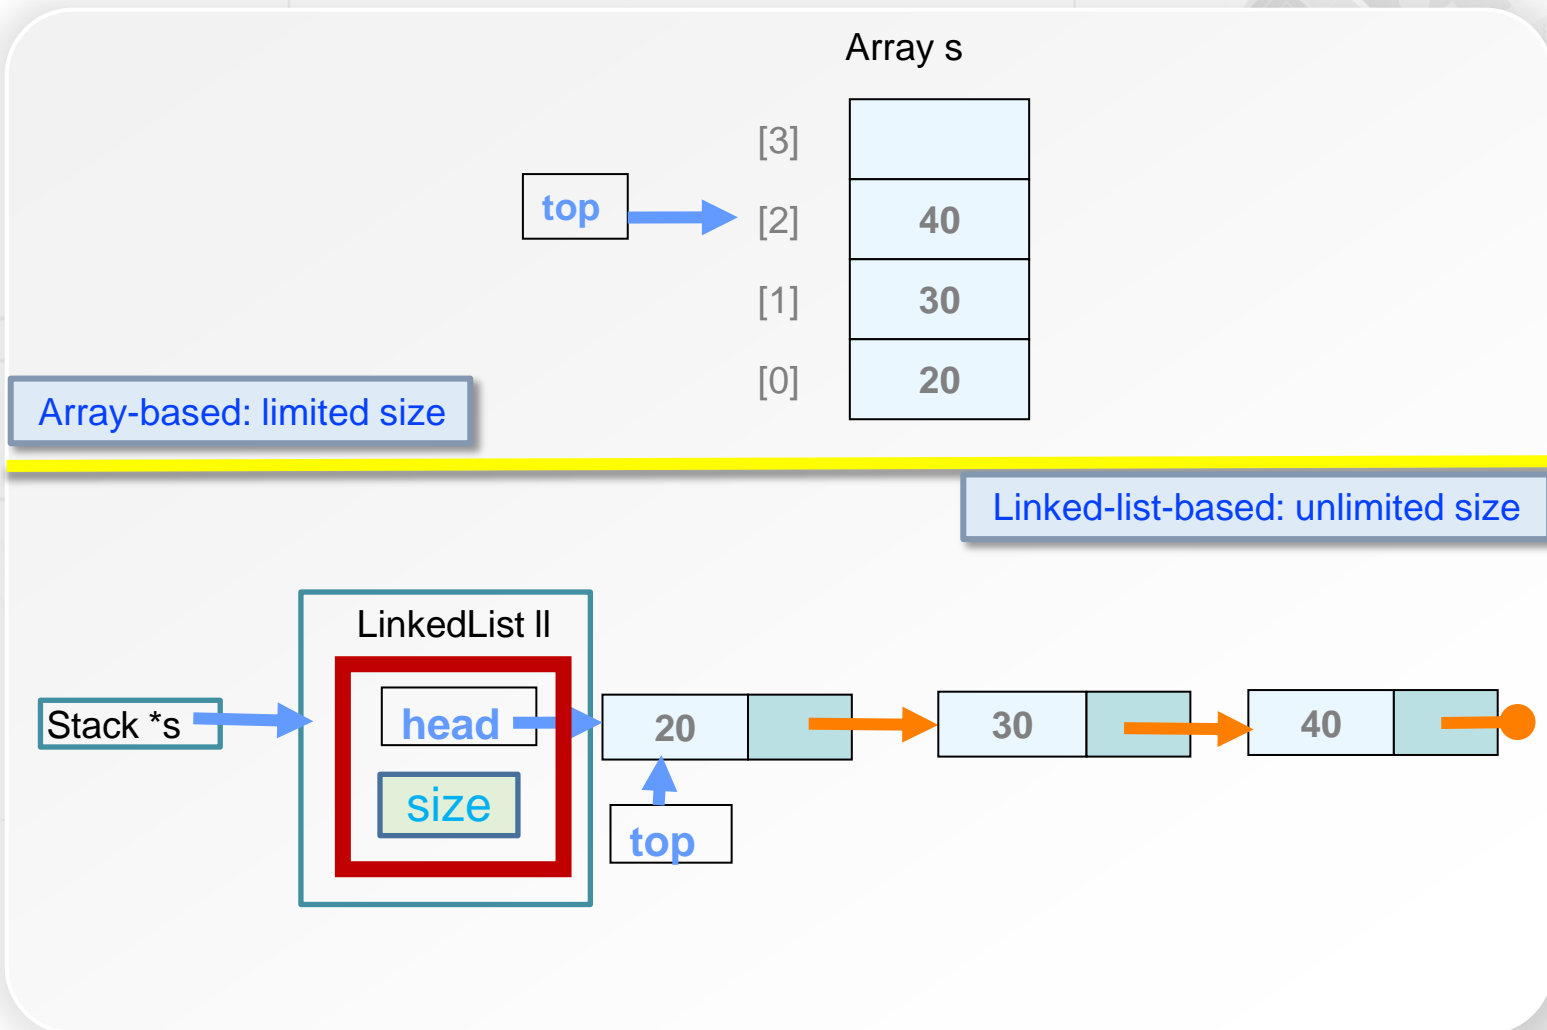 Array s
[3]
top
[2] 40
[1] 30
[0] 20
Array-based: limited size
Linked-list-based: unlimited size
LinkedList ll
Stack *s
head
20
30
40
size
top